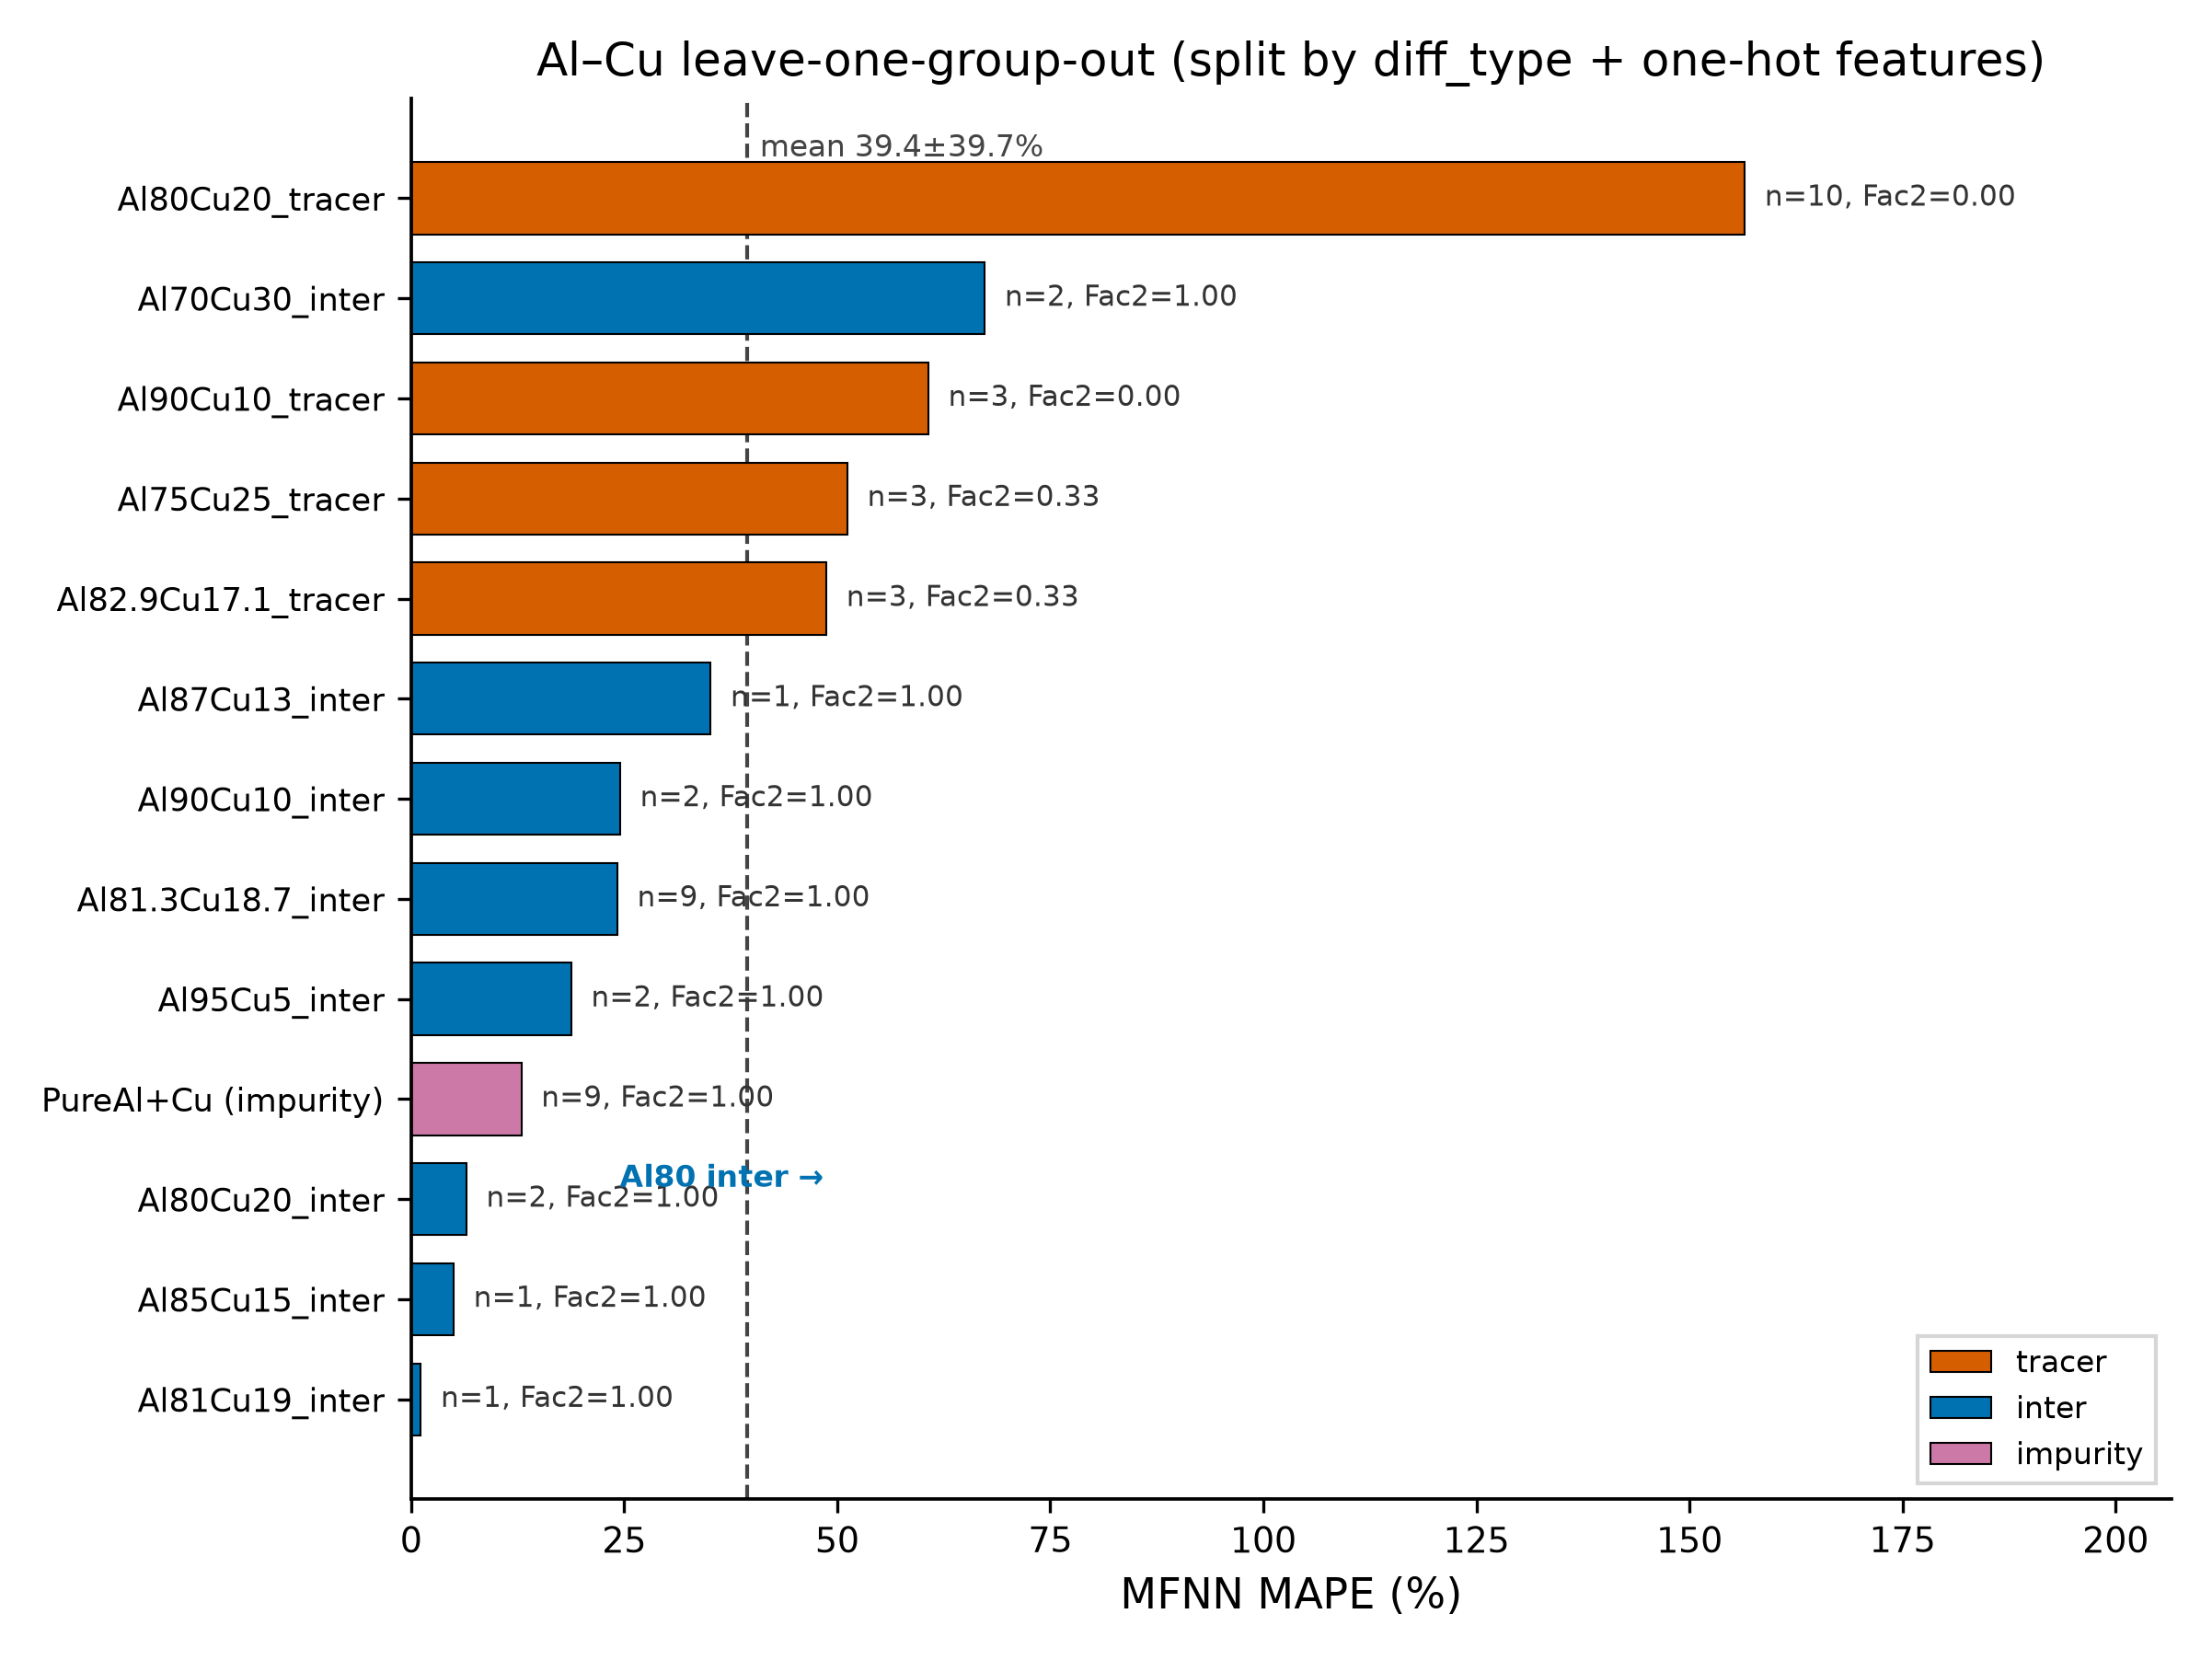 Al–Cu leave-one-group-out (split by diff_type + one-hot features)
mean 39.4±39.7%
Al80Cu20_tracer
n=10, Fac2=0.00
Al70Cu30_inter
n=2, Fac2=1.00
Al90Cu10_tracer
n=3, Fac2=0.00
Al75Cu25_tracer
n=3, Fac2=0.33
Al82.9Cu17.1_tracer
n=3, Fac2=0.33
Al87Cu13_inter
n=1, Fac2=1.00
Al90Cu10_inter
n=2, Fac2=1.00
Al81.3Cu18.7_inter
n=9, Fac2=1.00
Al95Cu5_inter
n=2, Fac2=1.00
PureAl+Cu (impurity)
n=9, Fac2=1.00
Al80 inter →
Al80Cu20_inter
n=2, Fac2=1.00
Al85Cu15_inter
n=1, Fac2=1.00
Al81Cu19_inter
n=1, Fac2=1.00
tracer
inter
impurity
0 25 50 75 100 125 150 175 200
MFNN MAPE (%)